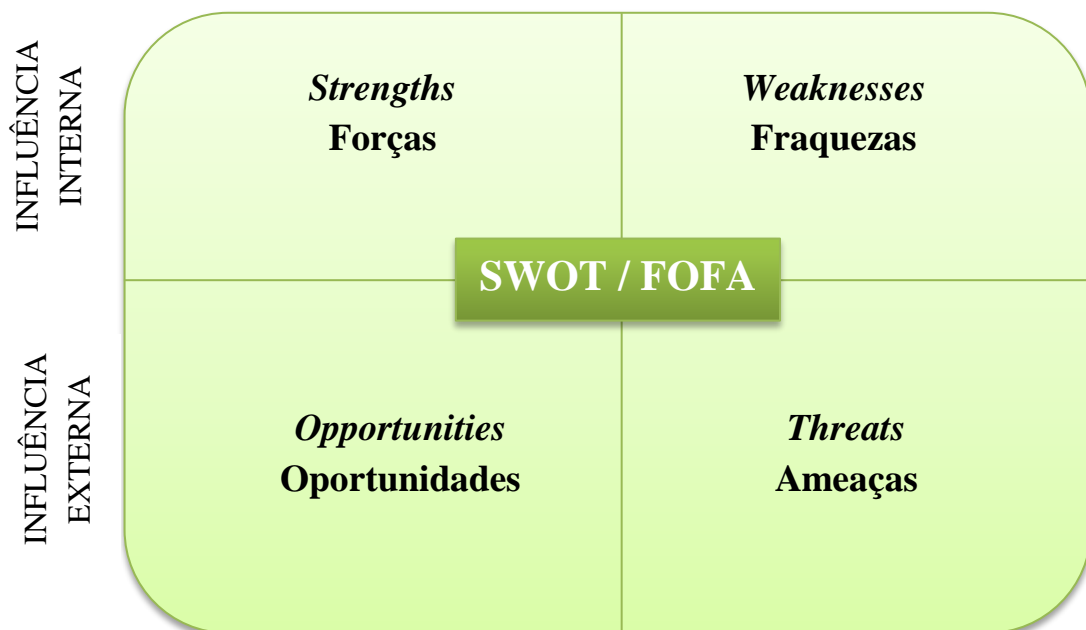 INFLUÊNCIA
INTERNA
Strengths
Forças
Weaknesses
Fraquezas
SWOT / FOFA
INFLUÊNCIA
EXTERNA
Opportunities
Oportunidades
Threats
Ameaças